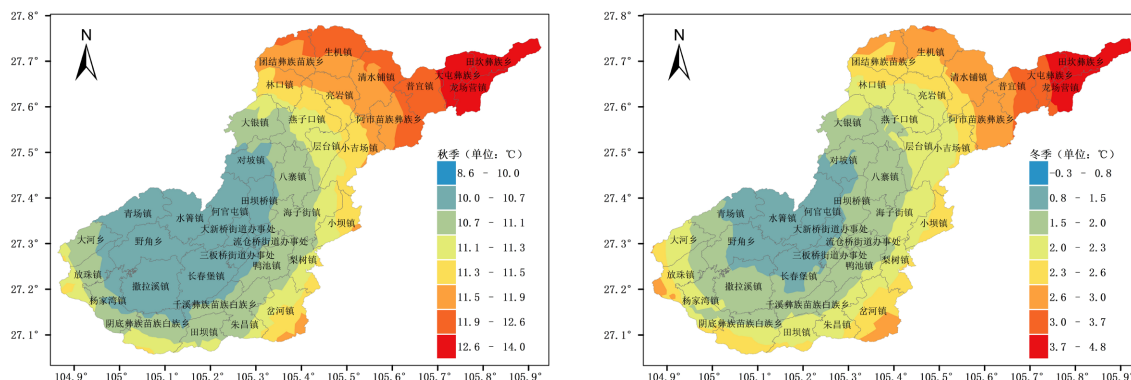 27.8°
27.7°
27.6°
27.5°
27.4°
27.3°
27.2°
27.1°
N
生机镇
团结彝族苗族乡
田坎彝族乡
清水铺镇
大屯彝族乡
林口镇
普宜镇
龙场营镇
亮岩镇
燕子口镇
阿市苗族彝族乡
大银镇
层台镇
小吉场镇
对坡镇
八寨镇
田坝桥镇
青场镇
水箐镇
何官屯镇
海子街镇
小坝镇
大新桥街道办事处
大河乡
野角乡
流仓桥街道办事处
三板桥街道办事处
梨树镇
鸭池镇
放珠镇
长春堡镇
撒拉溪镇
杨家湾镇
千溪彝族苗族白族乡
岔河镇
阴底彝族苗族白族乡
朱昌镇
田坝镇
秋季（单位：℃）
8.6 – 10.0
10.0 – 10.7
10.7 – 11.1
11.1 – 11.3
11.3 – 11.5
11.5 – 11.9
11.9 – 12.6
12.6 – 14.0
104.9° 105° 105.1° 105.2° 105.3° 105.4° 105.5° 105.6° 105.7° 105.8° 105.9°
27.8°
27.7°
27.6°
27.5°
27.4°
27.3°
27.2°
27.1°
N
生机镇
团结彝族苗族乡
田坎彝族乡
清水铺镇
大屯彝族乡
林口镇
普宜镇
龙场营镇
亮岩镇
燕子口镇
阿市苗族彝族乡
大银镇
层台镇
小吉场镇
对坡镇
八寨镇
田坝桥镇
青场镇
水箐镇
何官屯镇
海子街镇
小坝镇
大新桥街道办事处
大河乡
野角乡
流仓桥街道办事处
三板桥街道办事处
梨树镇
鸭池镇
放珠镇
长春堡镇
撒拉溪镇
杨家湾镇
千溪彝族苗族白族乡
岔河镇
阴底彝族苗族白族乡
朱昌镇
田坝镇
冬季（单位：℃）
-0.3 – 0.8
0.8 – 1.5
1.5 – 2.0
2.0 – 2.3
2.3 – 2.6
2.6 – 3.0
3.0 – 3.7
3.7 – 4.8
104.9° 105° 105.1° 105.2° 105.3° 105.4° 105.5° 105.6° 105.7° 105.8° 105.9°